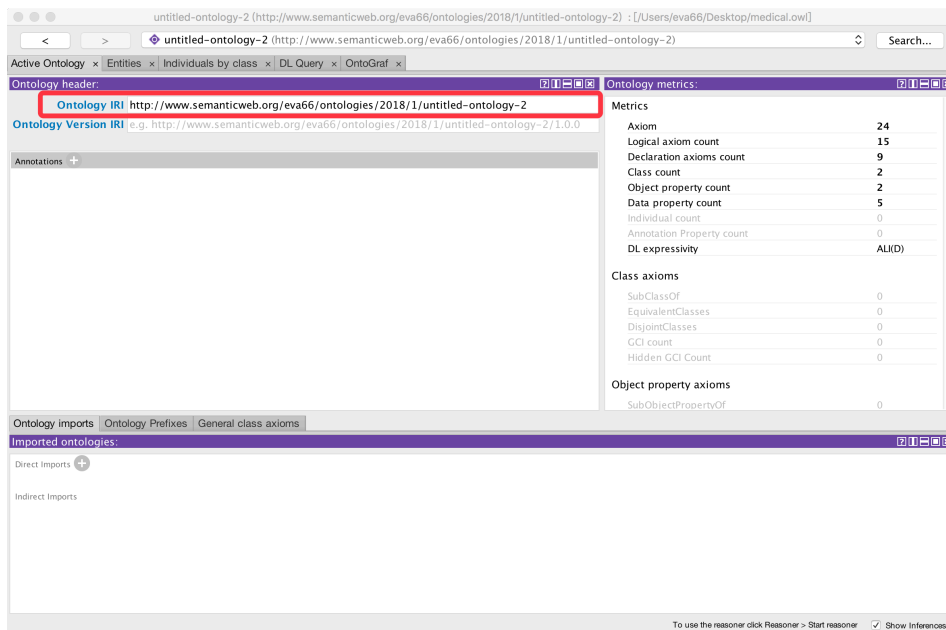 untitled-ontology-2 (http://www.semanticweb.org/eva66/ontologies/2018/1/untitled-ontology-2) : [/Users/eva66/Desktop/medical.owl]
< > untitled-ontology-2 (http://www.semanticweb.org/eva66/ontologies/2018/1/untitled-ontology-2) Search...
Active Ontology × Entities × Individuals by class × DL Query × OntoGraf ×
Ontology header:
Ontology IRI http://www.semanticweb.org/eva66/ontologies/2018/1/untitled-ontology-2
Ontology Version IRI e.g. http://www.semanticweb.org/eva66/ontologies/2018/1/untitled-ontology-2/1.0.0
Annotations
Ontology metrics:
Metrics
Axiom 24
Logical axiom count 15
Declaration axioms count 9
Class count 2
Object property count 2
Data property count 5
Individual count 0
Annotation Property count 0
DL expressivity ALI(D)
Class axioms
SubClassOf 0
EquivalentClasses 0
DisjointClasses 0
GCI count 0
Hidden GCI Count 0
Object property axioms
SubObjectPropertyOf 0
Ontology imports Ontology Prefixes General class axioms
Imported ontologies:
Direct Imports
Indirect Imports
To use the reasoner click Reasoner > Start reasoner Show Inferences